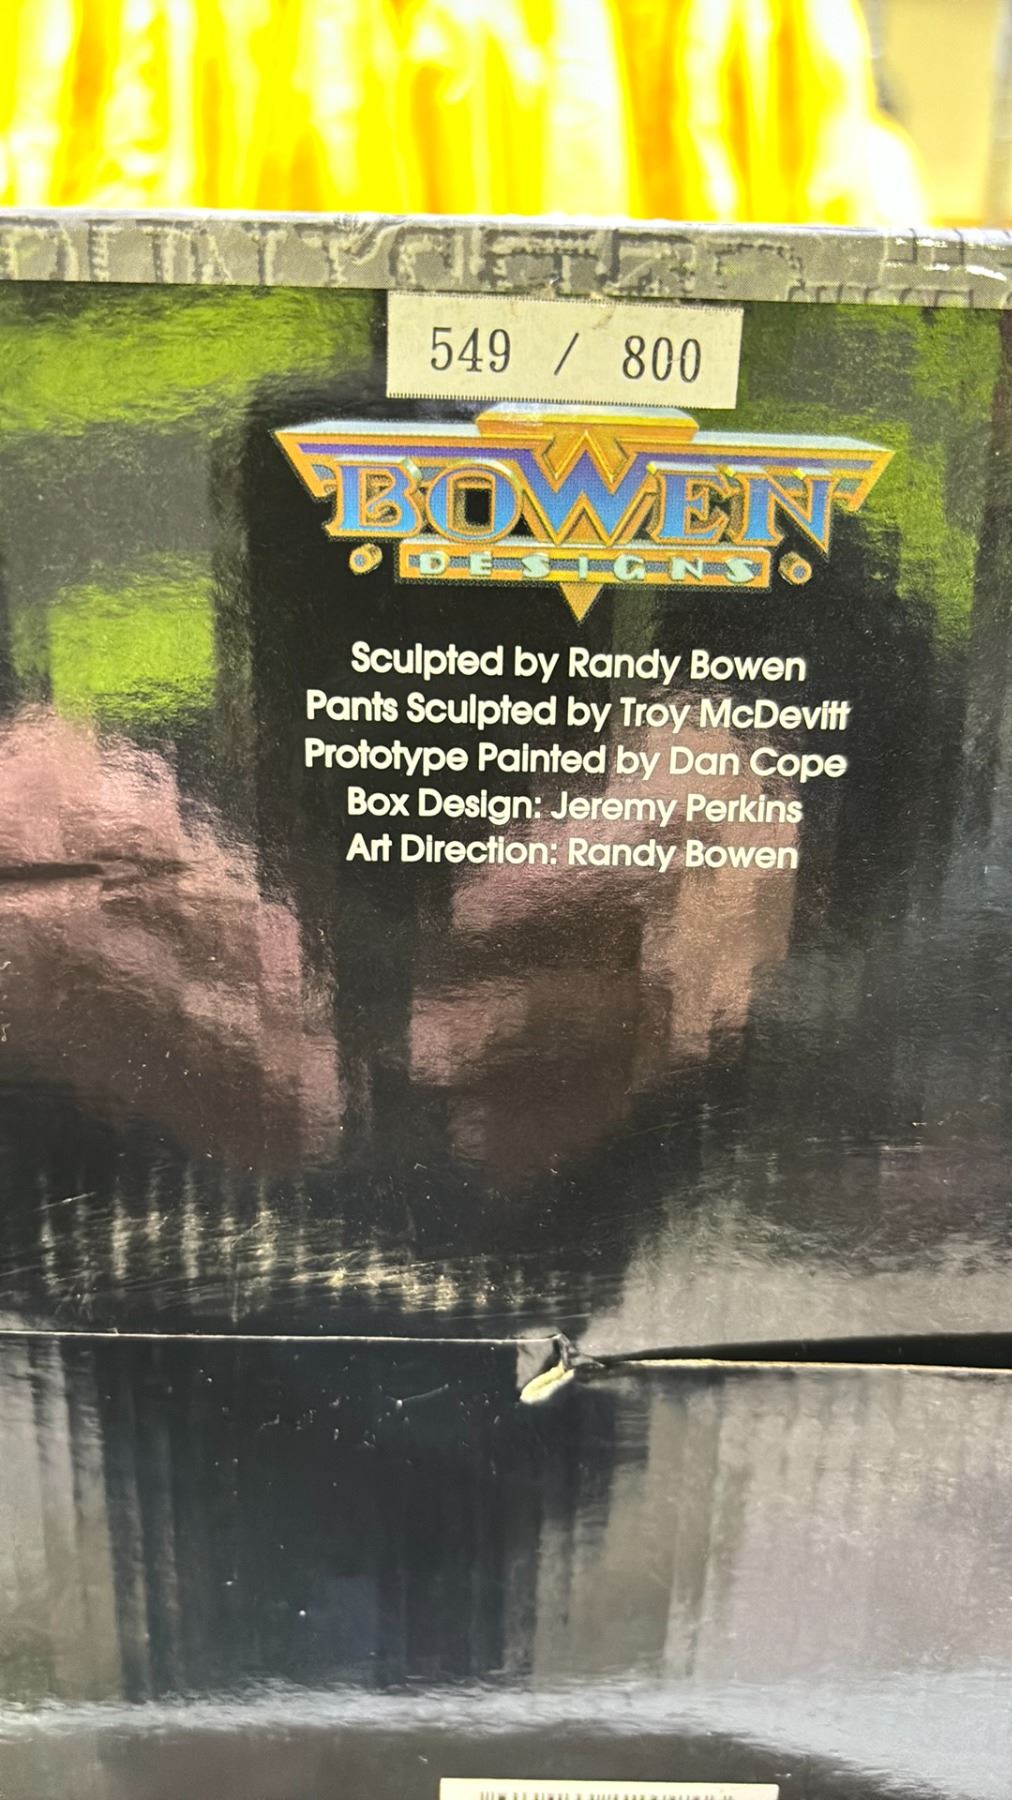 549 / 800
BOWEN
DESIGNS
Sculpted by Randy Bowen
Pants Sculpted by Troy McDevitt
Prototype Painted by Dan Cope
Box Design: Jeremy Perkins
Art Direction: Randy Bowen